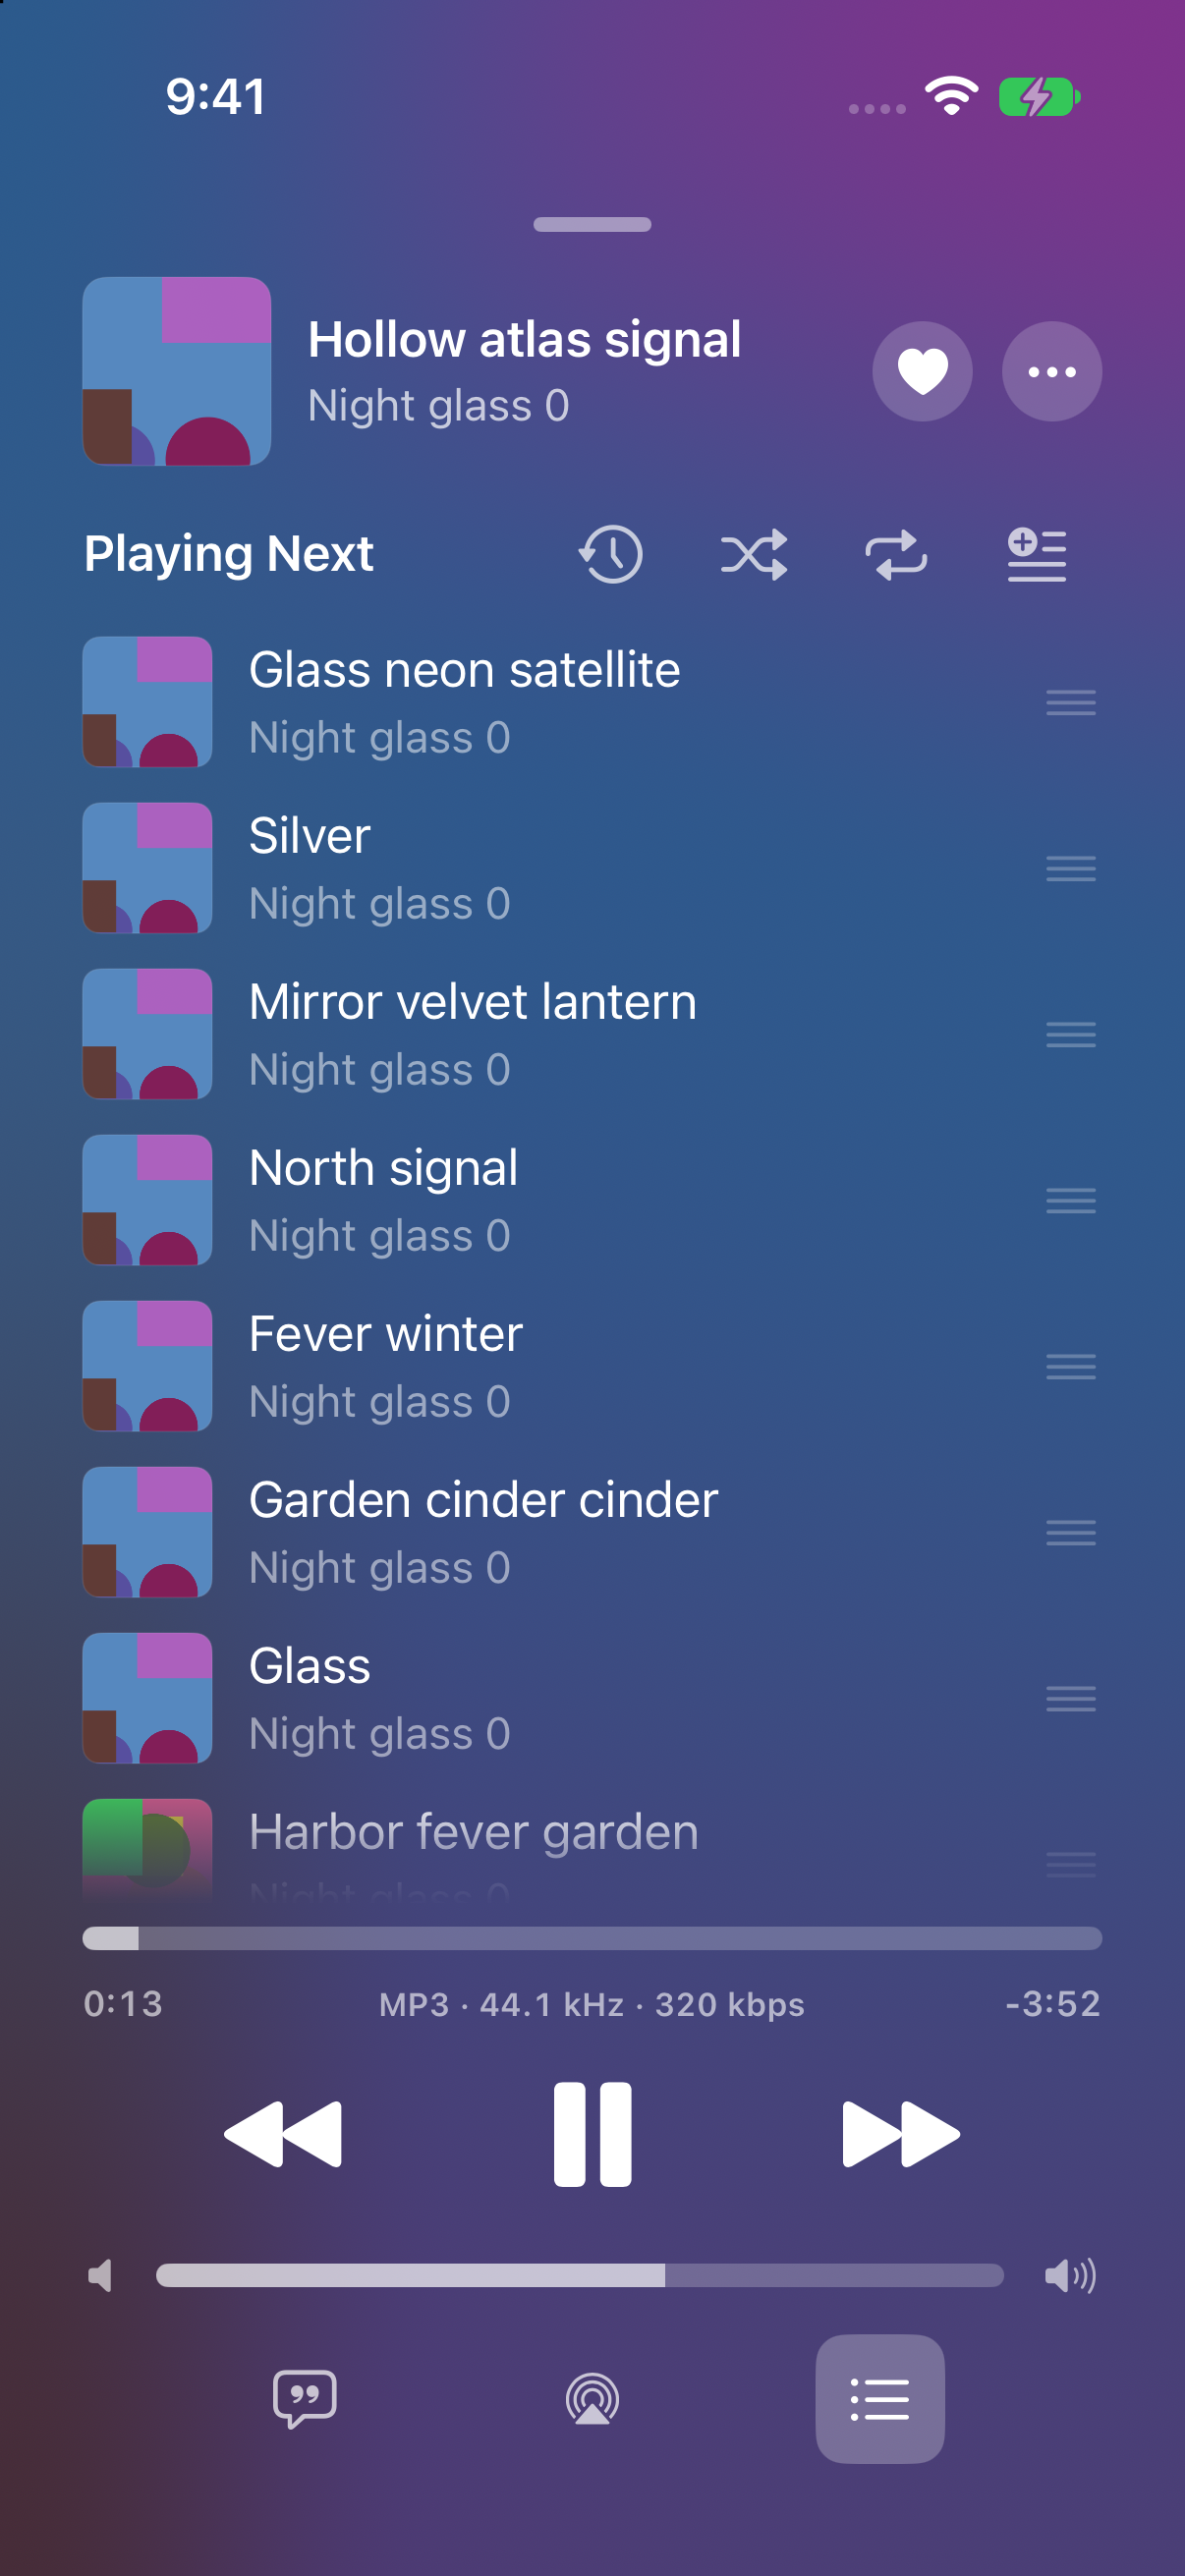 9:41
Hollow atlas signal
Night glass 0
Playing Next
Glass neon satellite
Night glass 0
Silver
Night glass 0
Mirror velvet lantern
Night glass 0
North signal
Night glass 0
Fever winter
Night glass 0
Garden cinder cinder
Night glass 0
Glass
Night glass 0
Harbor fever garden
Night glass 0
0:13 MP3 · 44.1 kHz · 320 kbps -3:52